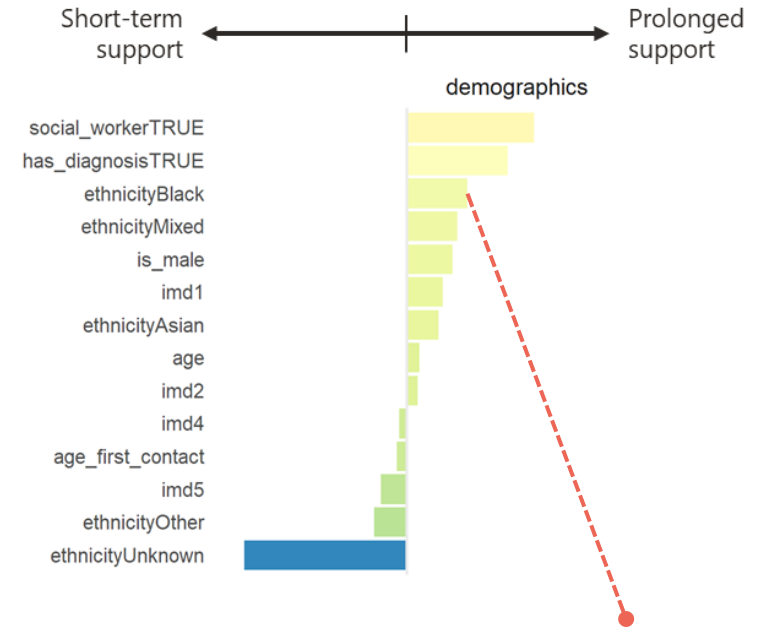 Short-term
support
Prolonged
support
demographics
social_workerTRUE
has_diagnosisTRUE
ethnicityBlack
ethnicityMixed
is_male
imd1
ethnicityAsian
age
imd2
imd4
age_first_contact
imd5
ethnicityOther
ethnicityUnknown